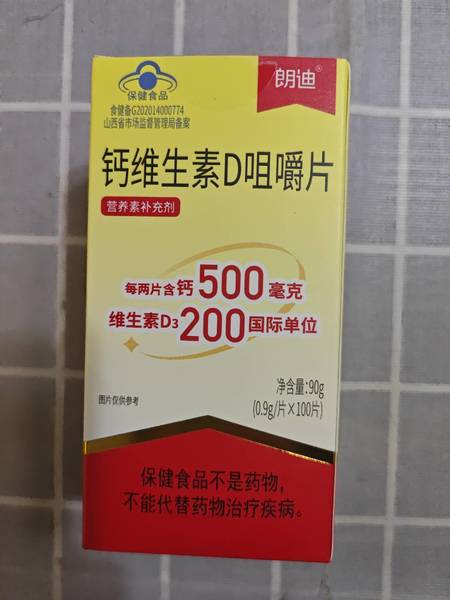 朗迪®
保健食品
食健备G202014000774
山西省市场监督管理局备案
钙维生素D咀嚼片
营养素补充剂
每两片含钙500毫克
维生素D3200国际单位
净含量:90g
(0.9g/片×100片)
图片仅供参考
保健食品不是药物,
不能代替药物治疗疾病。